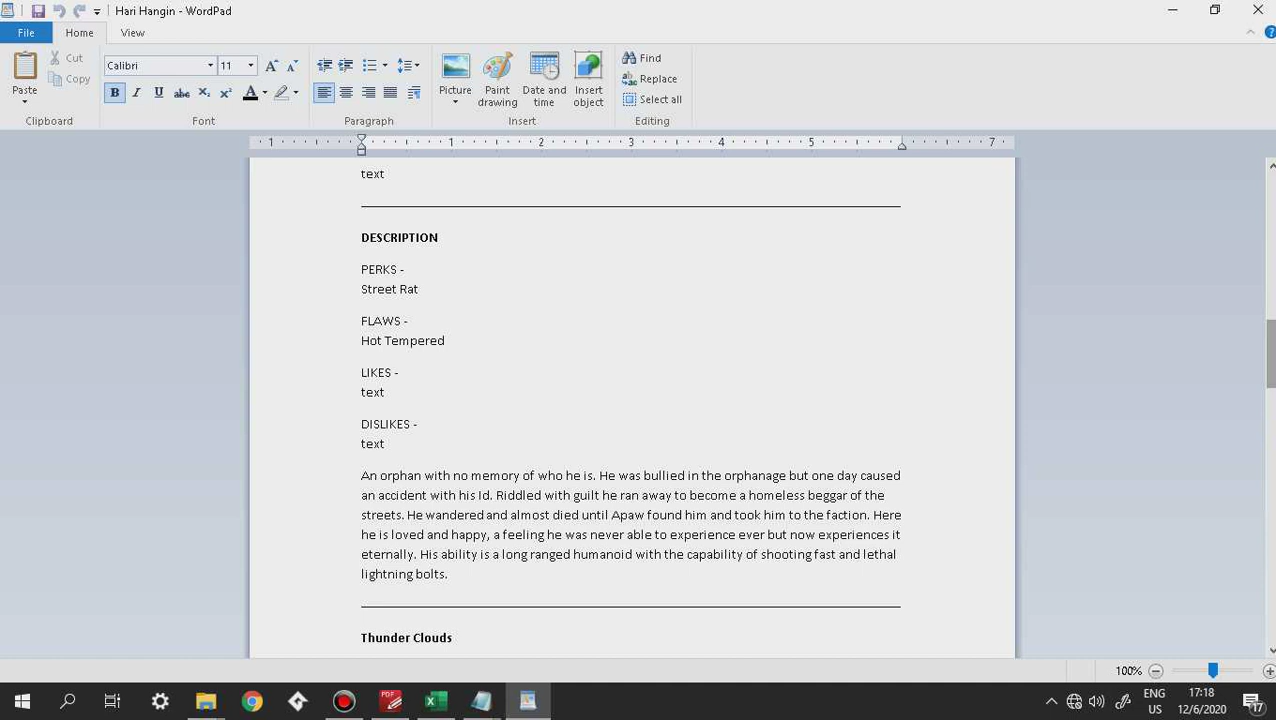 Hari Hangin - WordPad
File Home View
Paste
Cut
Copy
Clipboard
Calibri 11
Font
Paragraph
Picture
Paint drawing
Date and time
Insert object
Insert
Find
Replace
Select all
Editing
1 1 2 3 4 5 7
text
DESCRIPTION
PERKS -
Street Rat
FLAWS -
Hot Tempered
LIKES -
text
DISLIKES -
text
An orphan with no memory of who he is. He was bullied in the orphanage but one day caused
an accident with his Id. Riddled with guilt he ran away to become a homeless beggar of the
streets. He wandered and almost died until Apaw found him and took him to the faction. Here
he is loved and happy, a feeling he was never able to experience ever but now experiences it
eternally. His ability is a long ranged humanoid with the capability of shooting fast and lethal
lightning bolts.
Thunder Clouds
100%
ENG
US
17:18
12/6/2020
17